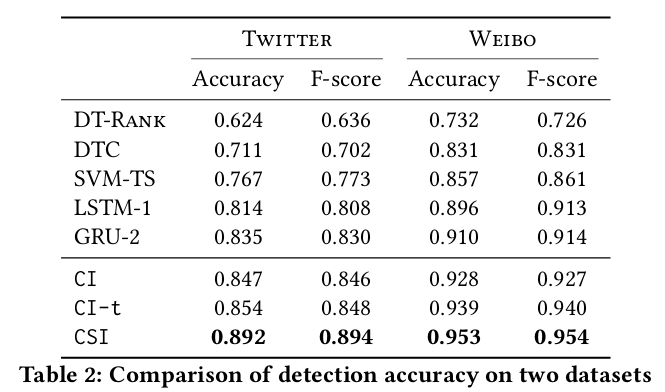 TWITTER WEIBO
Accuracy F-score Accuracy F-score
DT-RANK 0.624 0.636 0.732 0.726
DTC 0.711 0.702 0.831 0.831
SVM-TS 0.767 0.773 0.857 0.861
LSTM-1 0.814 0.808 0.896 0.913
GRU-2 0.835 0.830 0.910 0.914
CI 0.847 0.846 0.928 0.927
CI-t 0.854 0.848 0.939 0.940
CSI 0.892 0.894 0.953 0.954
Table 2: Comparison of detection accuracy on two datasets